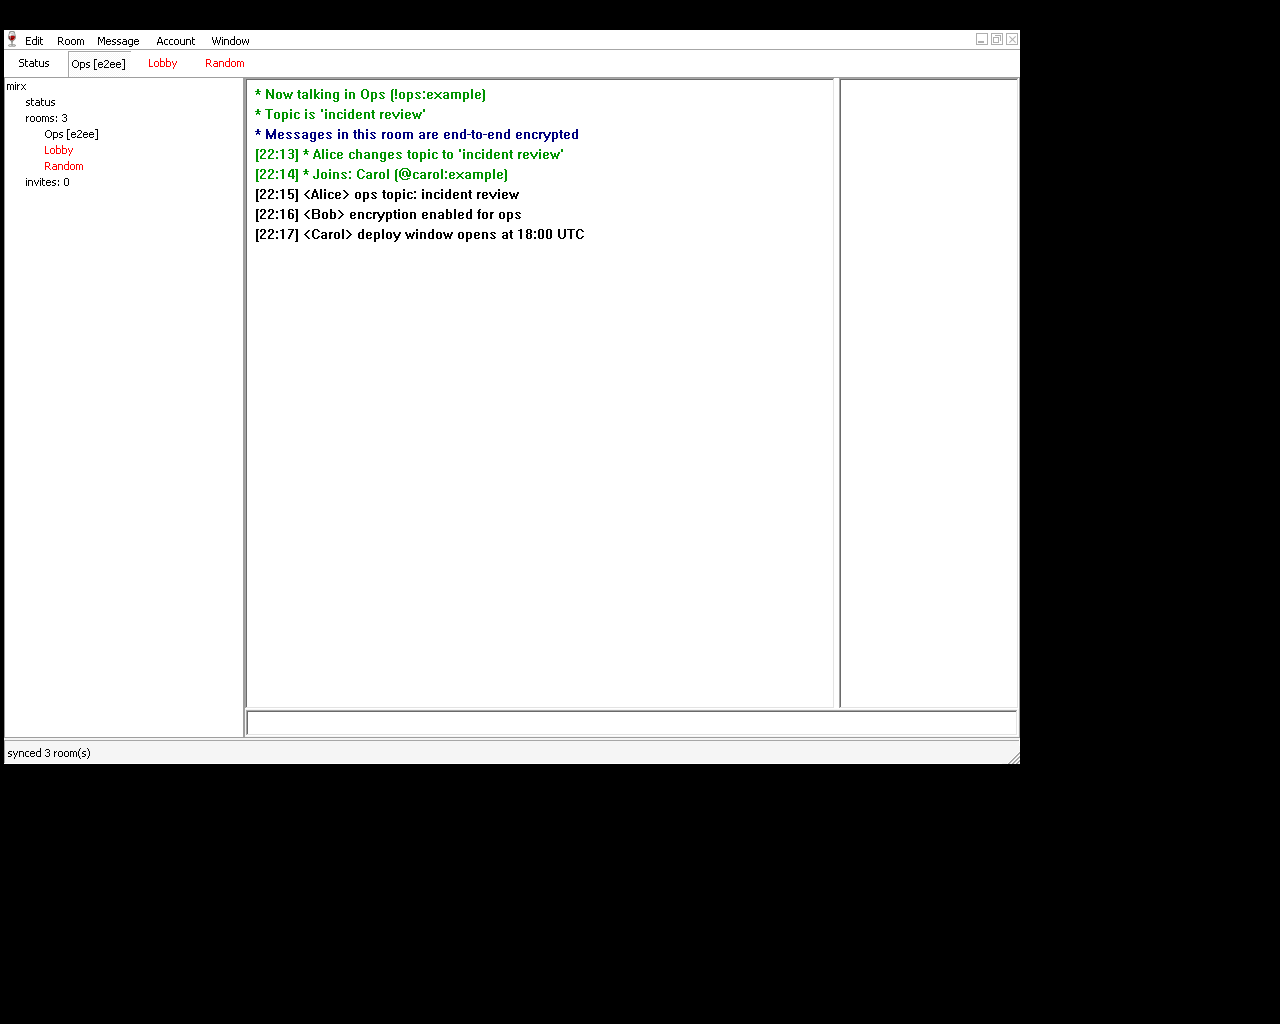 Edit Room Message Account Window
Status Ops [e2ee] Lobby Random
mirx
status
rooms: 3
Ops [e2ee]
Lobby
Random
invites: 0
* Now talking in Ops (!ops:example)
* Topic is 'incident review'
* Messages in this room are end-to-end encrypted
[22:13] * Alice changes topic to 'incident review'
[22:14] * Joins: Carol (@carol:example)
[22:15] <Alice> ops topic: incident review
[22:16] <Bob> encryption enabled for ops
[22:17] <Carol> deploy window opens at 18:00 UTC
synced 3 room(s)